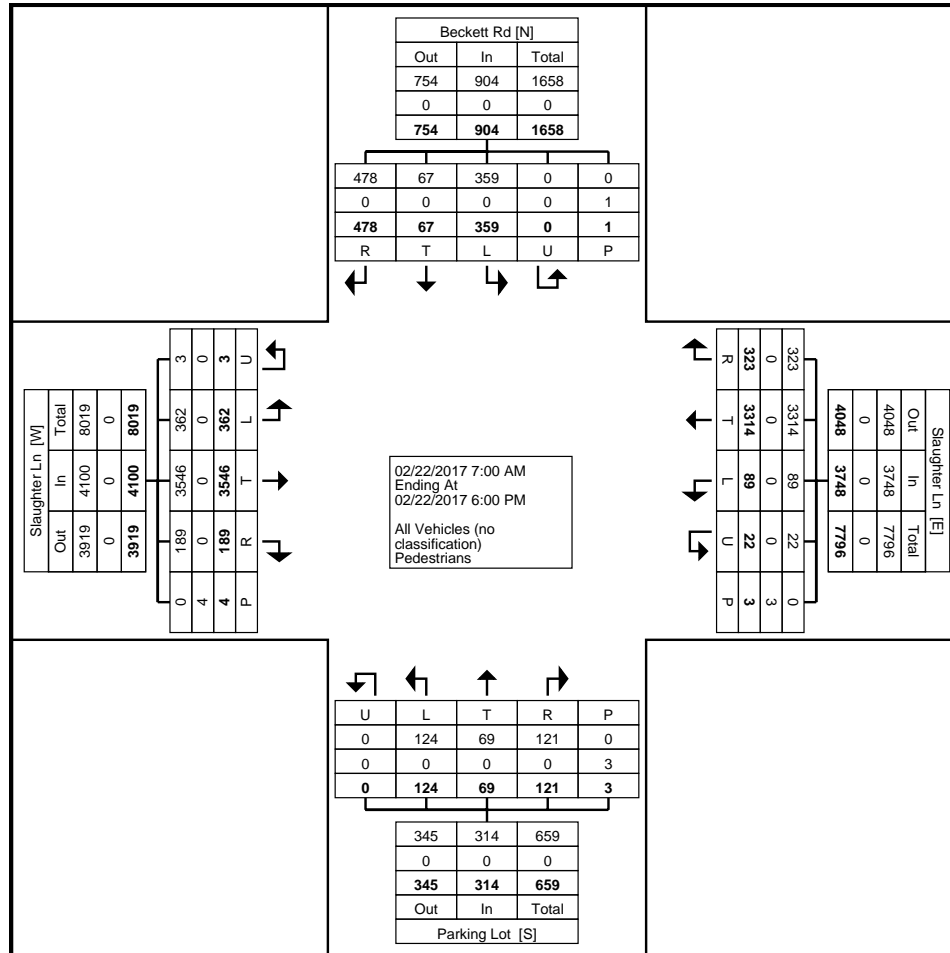 Beckett Rd [N]
Out In Total
754 904 1658
0 0 0
754 904 1658
478 67 359 0 0
0 0 0 0 1
478 67 359 0 1
R T L U P
Slaughter Ln [W]
Total In Out
8019 4100 3919
0 0 0
8019 4100 3919
3 362 3546 189 0
0 0 0 0 4
3 362 3546 189 4
U L T R P
02/22/2017 7:00 AM
Ending At
02/22/2017 6:00 PM
All Vehicles (no
classification)
Pedestrians
Slaughter Ln [E]
Out In Total
4048 3748 7796
0 0 0
4048 3748 7796
323 3314 89 22 0
0 0 0 0 3
323 3314 89 22 3
R T L U P
U L T R P
0 124 69 121 0
0 0 0 0 3
0 124 69 121 3
345 314 659
0 0 0
345 314 659
Out In Total
Parking Lot [S]